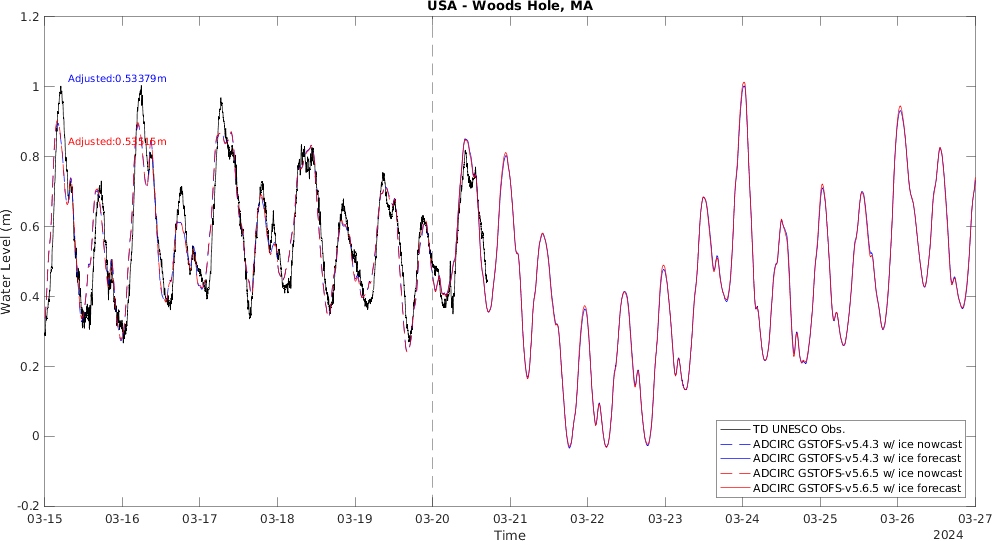 USA - Woods Hole, MA
1.2
1
0.8
0.6
0.4
0.2
0
-0.2
Water Level (m)
Adjusted:0.53379m
Adjusted:0.53516m
TD UNESCO Obs.
ADCIRC GSTOFS-v5.4.3 w/ ice nowcast
ADCIRC GSTOFS-v5.4.3 w/ ice forecast
ADCIRC GSTOFS-v5.6.5 w/ ice nowcast
ADCIRC GSTOFS-v5.6.5 w/ ice forecast
03-15 03-16 03-17 03-18 03-19 03-20 03-21 03-22 03-23 03-24 03-25 03-26 03-27
Time
2024